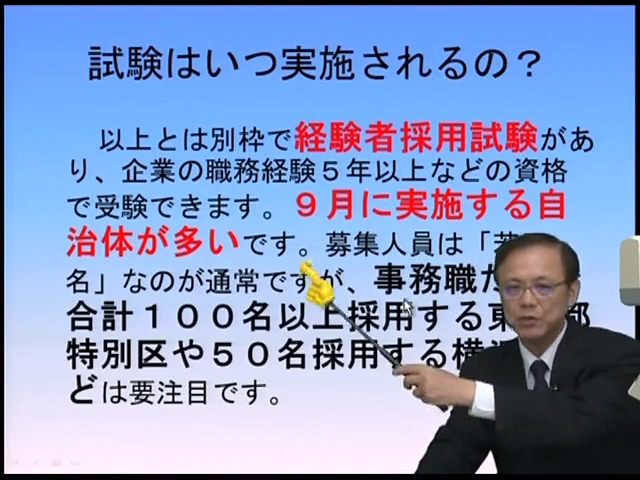 試験はいつ実施されるの？
以上とは別枠で経験者採用試験があ
り、企業の職務経験５年以上などの資格
で受験できます。９月に実施する自
治体が多いです。募集人員は「若
名」なのが通常ですが、事務職だ
合計１００名以上採用する東 部
特別区や５０名採用する横
どは要注目です。